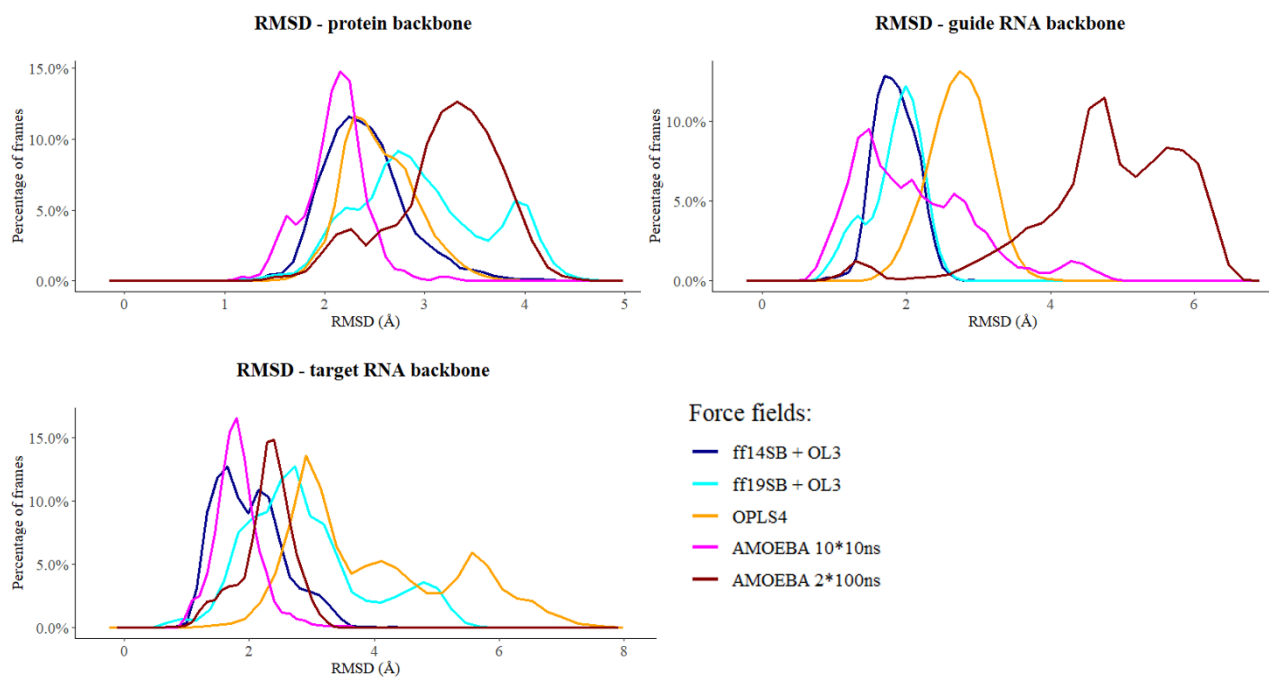 RMSD - protein backbone
Percentage of frames
15.0%
10.0%
5.0%
0.0%
0 1 2 3 4 5
RMSD (Å)
RMSD - guide RNA backbone
Percentage of frames
10.0%
5.0%
0.0%
0 2 4 6
RMSD (Å)
RMSD - target RNA backbone
Percentage of frames
15.0%
10.0%
5.0%
0.0%
0 2 4 6 8
RMSD (Å)
Force fields:
ff14SB + OL3
ff19SB + OL3
OPLS4
AMOEBA 10*10ns
AMOEBA 2*100ns